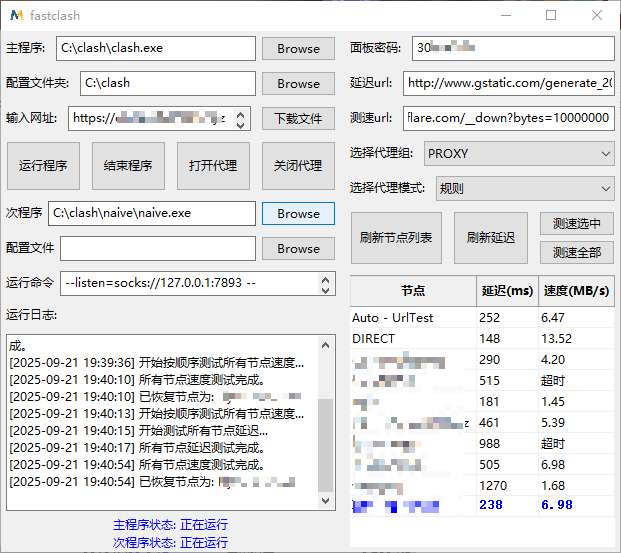 fastclash
主程序: C:\clash\clash.exe Browse
配置文件夹: C:\clash Browse
输入网址: https:/ 下载文件
运行程序 结束程序 打开代理 关闭代理
次程序 C:\clash\naive\naive.exe Browse
配置文件 Browse
运行命令 --listen=socks://127.0.0.1:7893 --
运行日志:
成。
[2025-09-21 19:39:36] 开始按顺序测试所有节点速度...
[2025-09-21 19:40:10] 所有节点速度测试完成。
[2025-09-21 19:40:10] 已恢复节点为:
[2025-09-21 19:40:13] 开始按顺序测试所有节点速度...
[2025-09-21 19:40:15] 开始测试所有节点延迟...
[2025-09-21 19:40:17] 所有节点延迟测试完成。
[2025-09-21 19:40:54] 所有节点速度测试完成。
[2025-09-21 19:40:54] 已恢复节点为:
主程序状态: 正在运行
次程序状态: 正在运行
面板密码: 30
延迟url: http://www.gstatic.com/generate_20
测速url: flare.com/__down?bytes=10000000
选择代理组: PROXY
选择代理模式: 规则
刷新节点列表 刷新延迟 测速选中
测速全部
节点 延迟(ms) 速度(MB/s)
Auto - UrlTest 252 6.47
DIRECT 148 13.52
290 4.20
515 超时
181 1.45
461 5.39
988 超时
505 6.98
1270 1.68
238 6.98